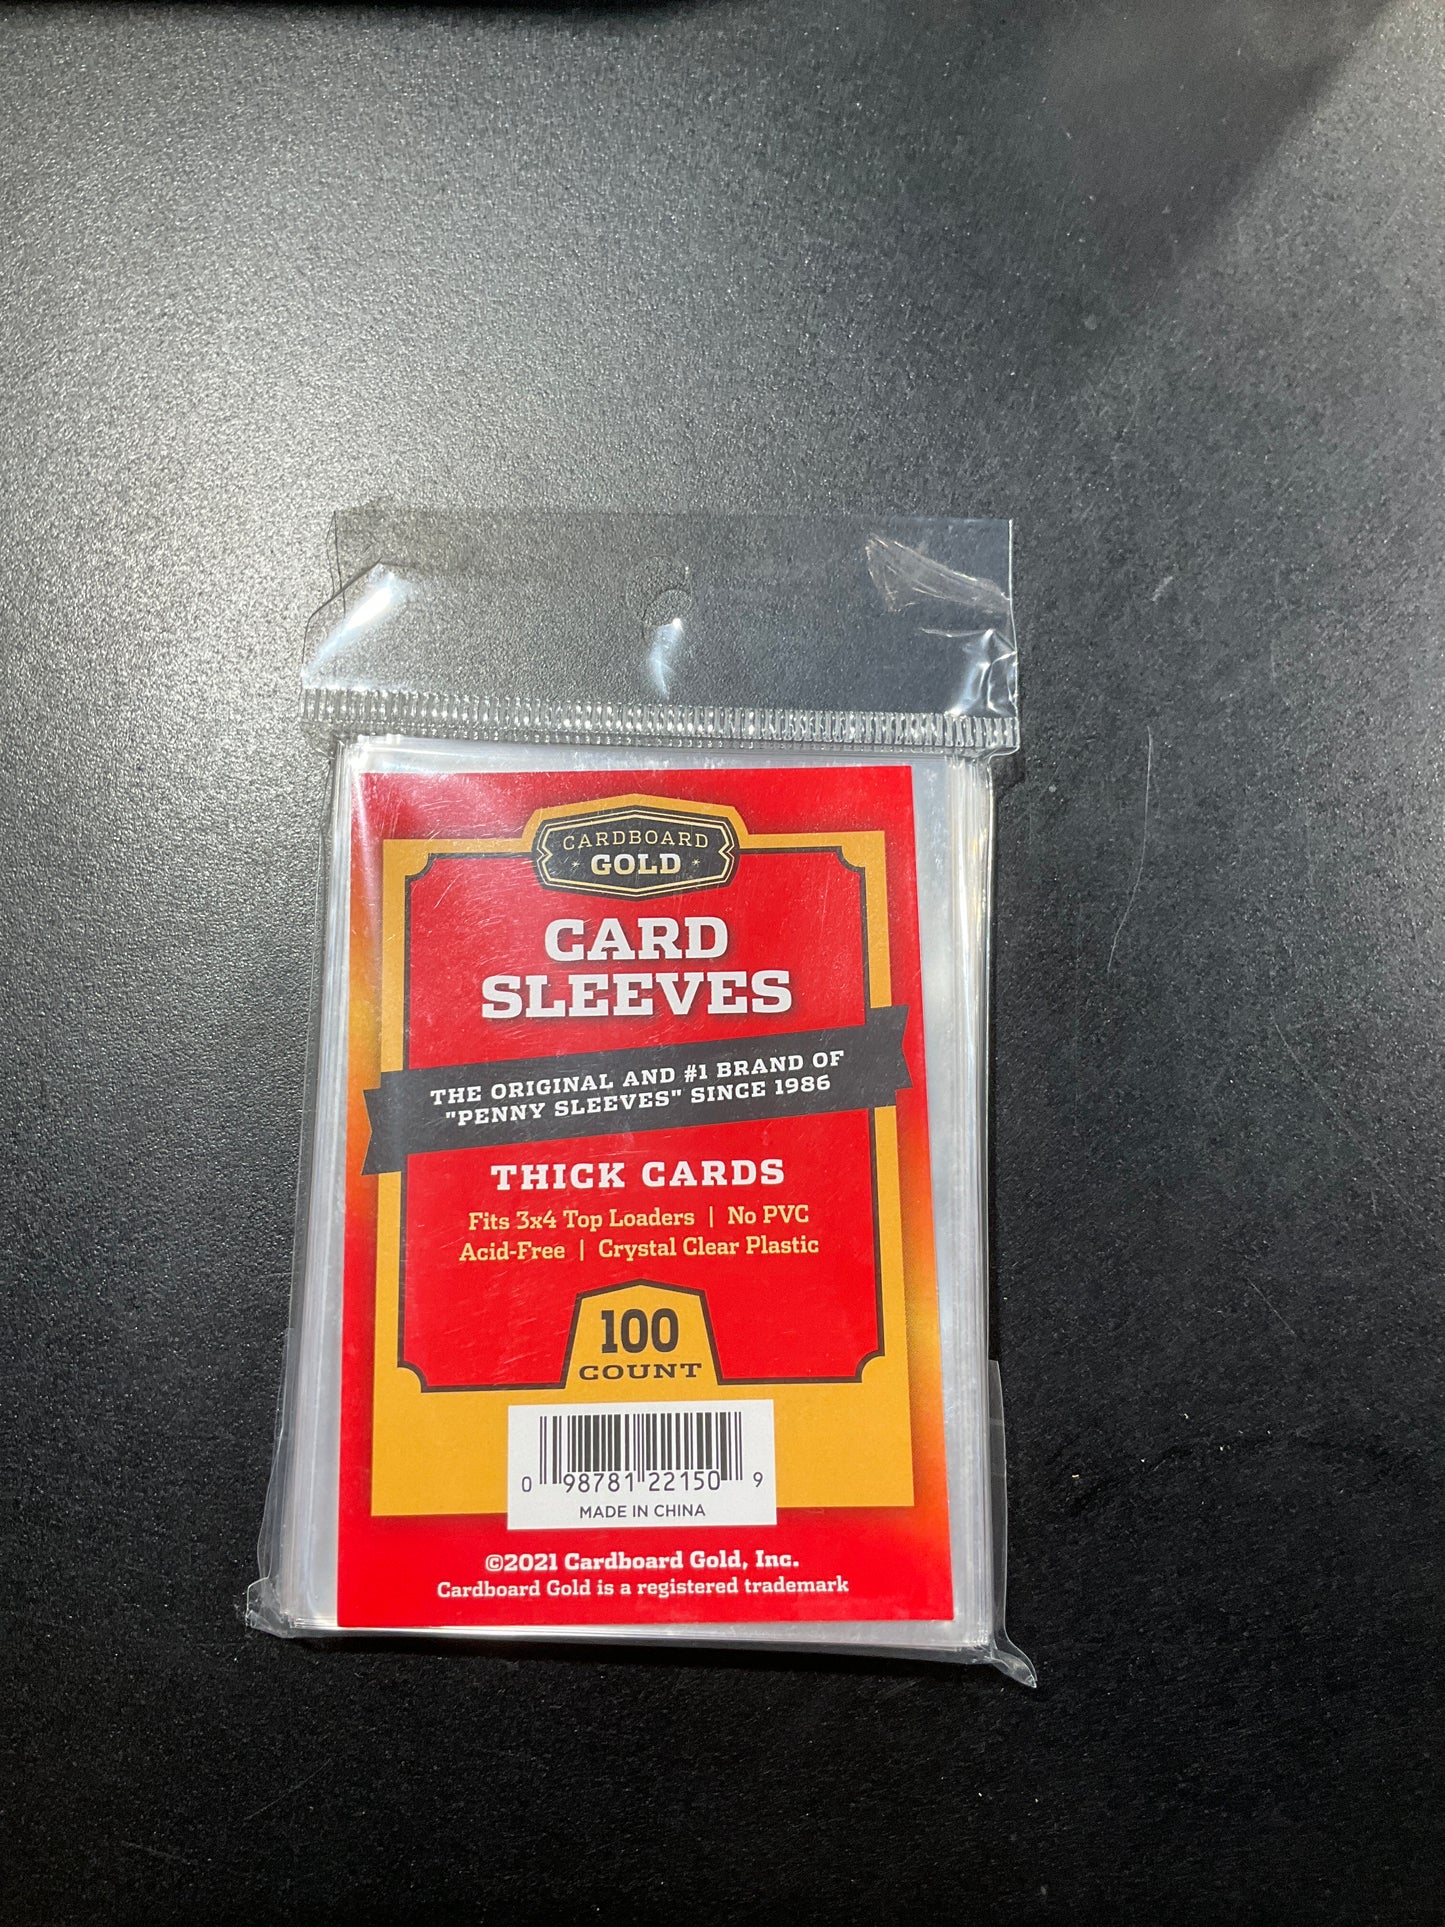 CARDBOARD
GOLD
CARD
SLEEVES
THE ORIGINAL AND #1 BRAND OF
"PENNY SLEEVES" SINCE 1986
THICK CARDS
Fits 3x4 Top Loaders | No PVC
Acid-Free | Crystal Clear Plastic
100
COUNT
0 98781 22150 9
MADE IN CHINA
©2021 Cardboard Gold, Inc.
Cardboard Gold is a registered trademark